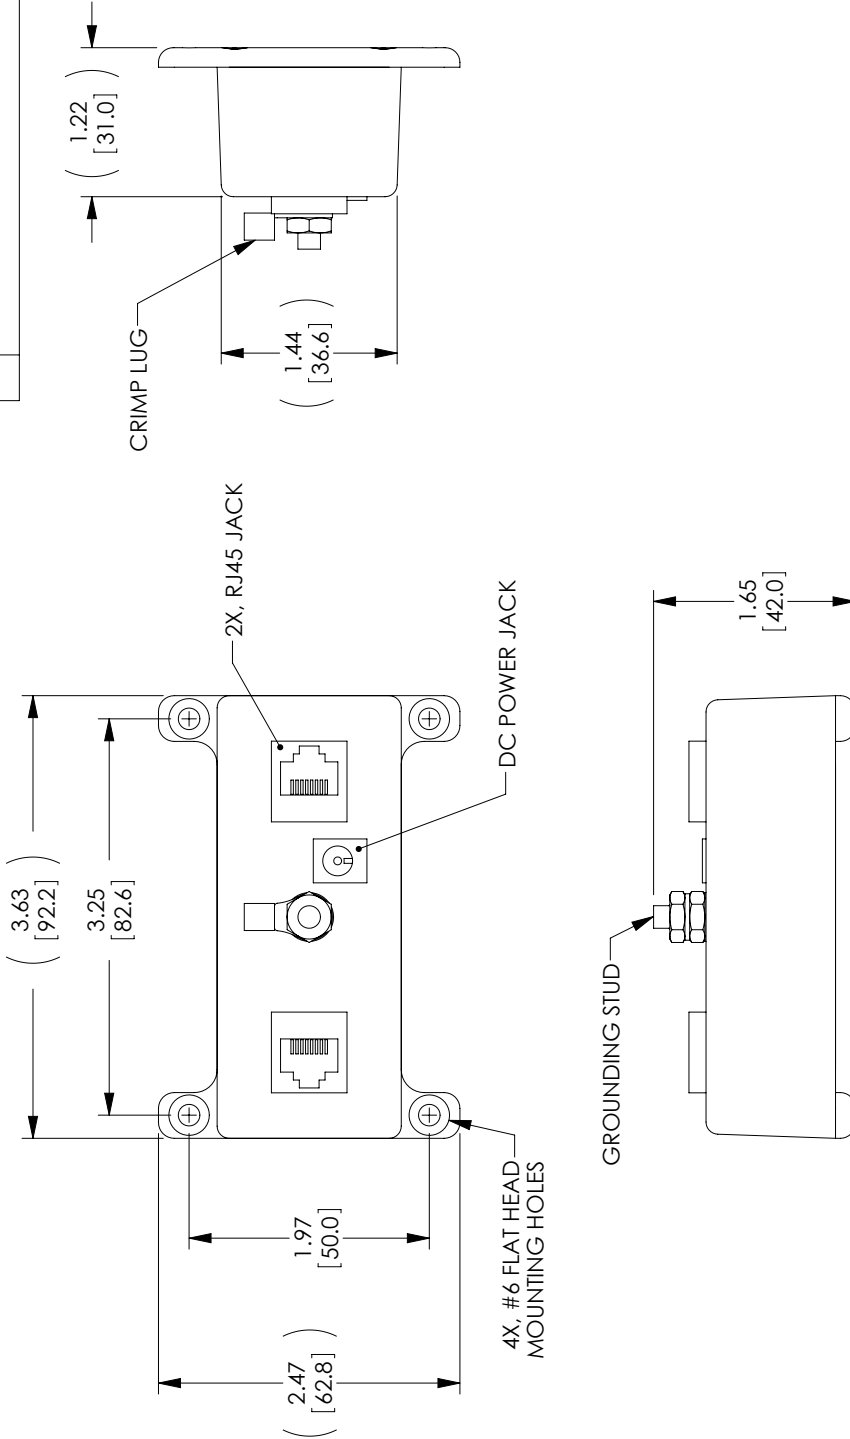 2.47
[62.8]
1.97
[50.0]
4X, #6 FLAT HEAD
MOUNTING HOLES
3.63
[92.2]
3.25
[82.6]
2X, RJ45 JACK
DC POWER JACK
GROUNDING STUD
1.65
[42.0]
CRIMP LUG
1.44
[36.6]
1.22
[31.0]